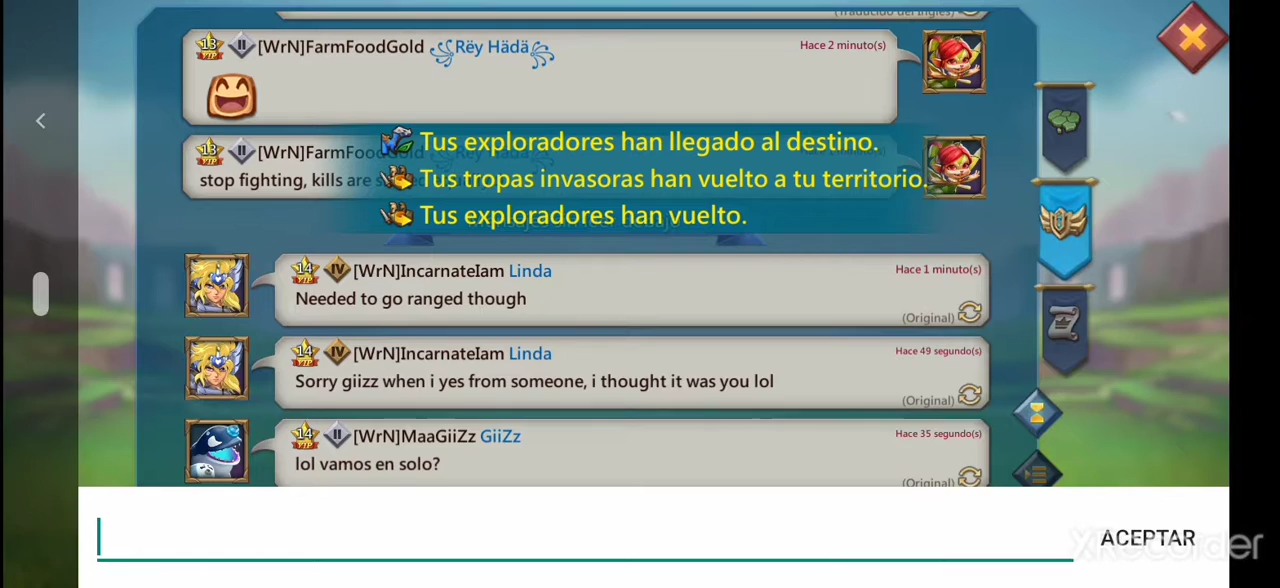 (Traducido del Inglés)
13 VIP II [WrN]FarmFoodGold ꧁Rëy Hädä꧂ Hace 2 minuto(s)
Tus exploradores han llegado al destino.
13 VIP II [WrN]FarmFoodGold Rëy Hädä
stop fighting, kills are
Tus tropas invasoras han vuelto a tu territorio.
Tus exploradores han vuelto.
14 VIP IV [WrN]IncarnateIam Linda Hace 1 minuto(s)
Needed to go ranged though
(Original)
14 VIP IV [WrN]IncarnateIam Linda Hace 49 segundo(s)
Sorry giizz when i yes from someone, i thought it was you lol
(Original)
14 VIP II [WrN]MaaGiiZz GiiZz Hace 35 segundo(s)
lol vamos en solo?
(Original)
ACEPTAR
XRecorder